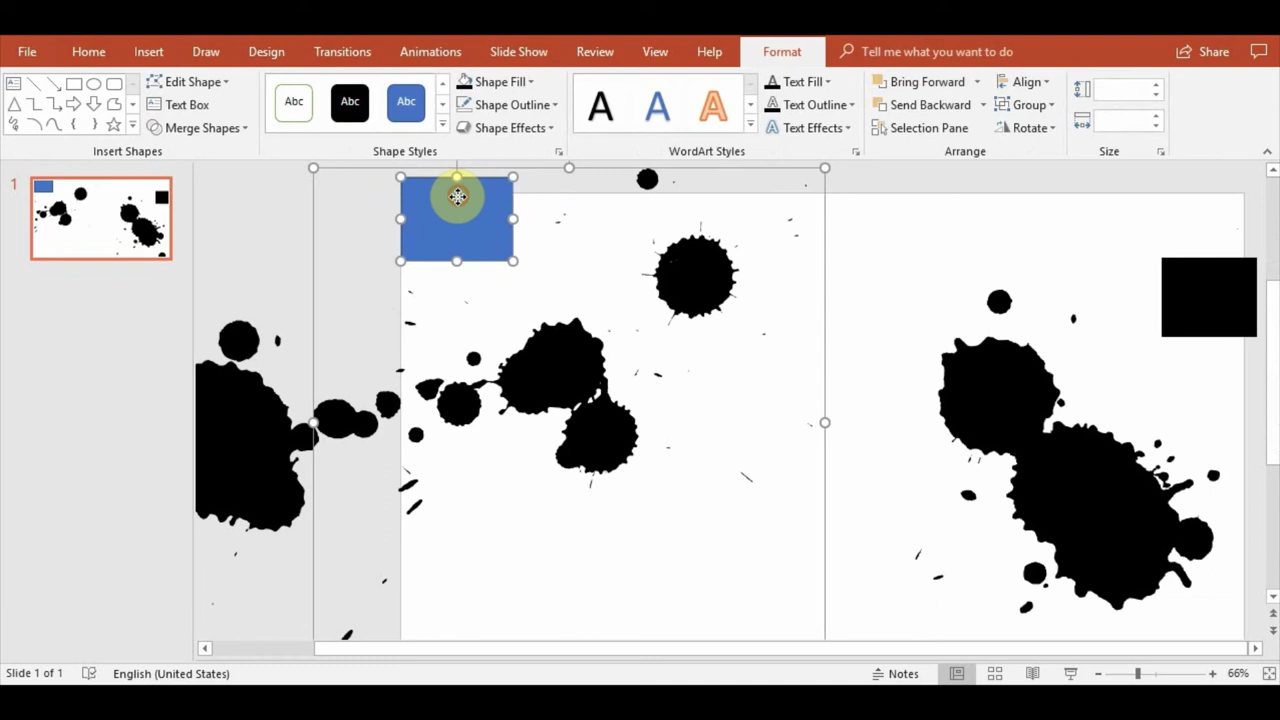 File Home Insert Draw Design Transitions Animations Slide Show Review View Help Format Tell me what you want to do Share
Edit Shape Shape Fill Text Fill Bring Forward Align
Abc Abc Abc A A A
Text Box Shape Outline Text Outline Send Backward Group
Merge Shapes Shape Effects Text Effects Selection Pane Rotate
Insert Shapes Shape Styles WordArt Styles Arrange Size
1
Slide 1 of 1 English (United States) Notes 66%